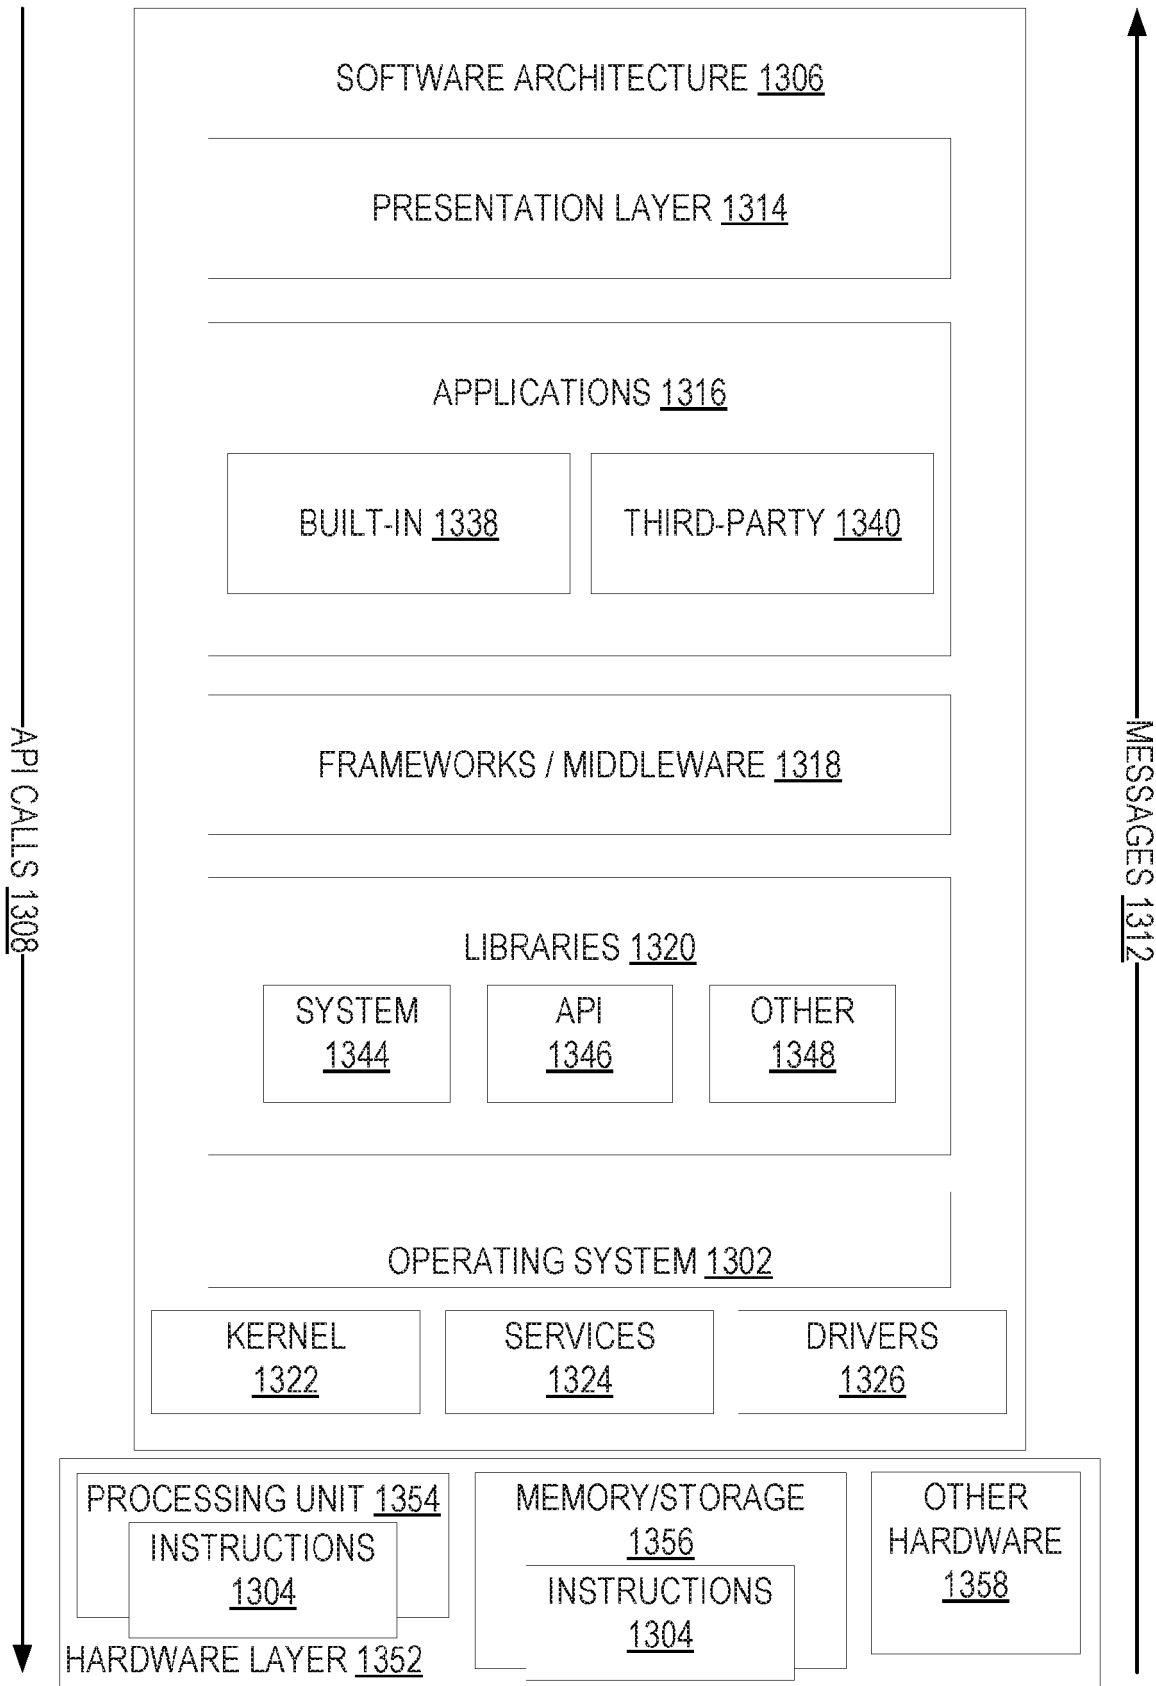 SOFTWARE ARCHITECTURE 1306
PRESENTATION LAYER 1314
APPLICATIONS 1316
BUILT-IN 1338
THIRD-PARTY 1340
FRAMEWORKS / MIDDLEWARE 1318
API CALLS 1308
MESSAGES 1312
LIBRARIES 1320
SYSTEM
1344
API
1346
OTHER
1348
OPERATING SYSTEM 1302
KERNEL
1322
SERVICES
1324
DRIVERS
1326
PROCESSING UNIT 1354
INSTRUCTIONS
1304
MEMORY/STORAGE
1356
INSTRUCTIONS
1304
OTHER
HARDWARE
1358
HARDWARE LAYER 1352